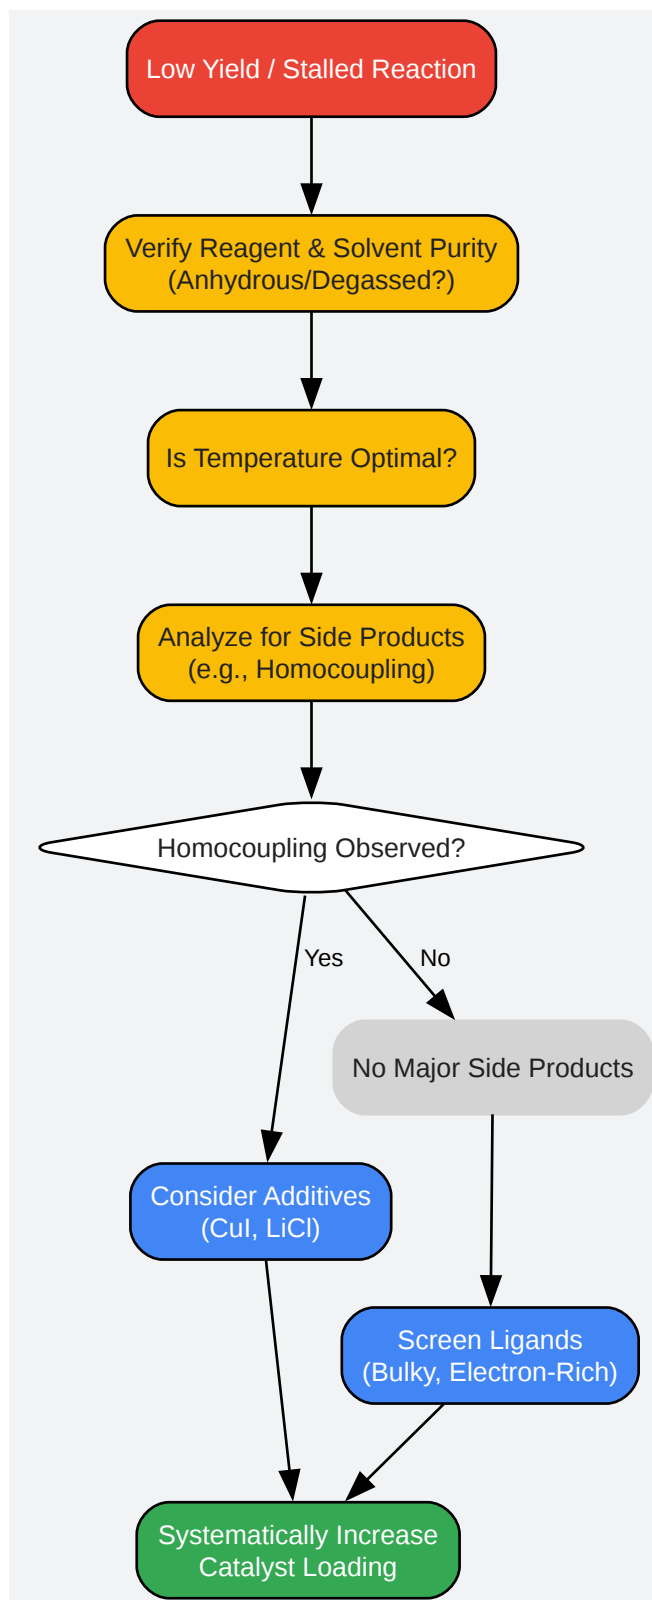 Low Yield / Stalled Reaction
Verify Reagent & Solvent Purity
(Anhydrous/Degassed?)
Is Temperature Optimal?
Analyze for Side Products
(e.g., Homocoupling)
Homocoupling Observed?
Yes
No
No Major Side Products
Consider Additives
(CuI, LiCl)
Screen Ligands
(Bulky, Electron-Rich)
Systematically Increase
Catalyst Loading